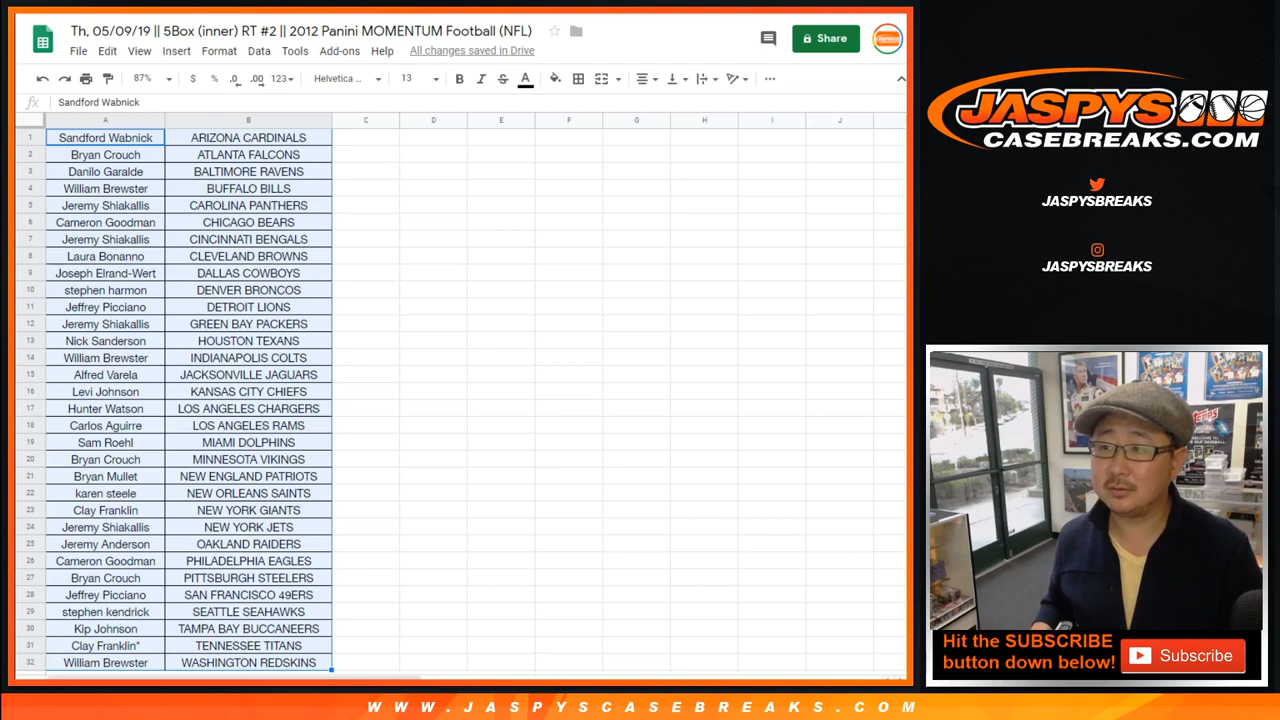 Th, 05/09/19 || 5Box (inner) RT #2 || 2012 Panini MOMENTUM Football (NFL)
File Edit View Insert Format Data Tools Add-ons Help All changes saved in Drive
Share
87% $ % .0 .00 123 Helvetica ... 13 B I S A
fx Sandford Wabnick
A B C D E F G H I J
1 Sandford Wabnick ARIZONA CARDINALS
2 Bryan Crouch ATLANTA FALCONS
3 Danilo Garalde BALTIMORE RAVENS
4 William Brewster BUFFALO BILLS
5 Jeremy Shiakallis CAROLINA PANTHERS
6 Cameron Goodman CHICAGO BEARS
7 Jeremy Shiakallis CINCINNATI BENGALS
8 Laura Bonanno CLEVELAND BROWNS
9 Joseph Elrand-Wert DALLAS COWBOYS
10 stephen harmon DENVER BRONCOS
11 Jeffrey Picciano DETROIT LIONS
12 Jeremy Shiakallis GREEN BAY PACKERS
13 Nick Sanderson HOUSTON TEXANS
14 William Brewster INDIANAPOLIS COLTS
15 Alfred Varela JACKSONVILLE JAGUARS
16 Levi Johnson KANSAS CITY CHIEFS
17 Hunter Watson LOS ANGELES CHARGERS
18 Carlos Aguirre LOS ANGELES RAMS
19 Sam Roehl MIAMI DOLPHINS
20 Bryan Crouch MINNESOTA VIKINGS
21 Bryan Mullet NEW ENGLAND PATRIOTS
22 karen steele NEW ORLEANS SAINTS
23 Clay Franklin NEW YORK GIANTS
24 Jeremy Shiakallis NEW YORK JETS
25 Jeremy Anderson OAKLAND RAIDERS
26 Cameron Goodman PHILADELPHIA EAGLES
27 Bryan Crouch PITTSBURGH STEELERS
28 Jeffrey Picciano SAN FRANCISCO 49ERS
29 stephen kendrick SEATTLE SEAHAWKS
30 Kip Johnson TAMPA BAY BUCCANEERS
31 Clay Franklin* TENNESSEE TITANS
32 William Brewster WASHINGTON REDSKINS
JASPYS
CASEBREAKS.COM
JASPYSBREAKS
JASPYSBREAKS
topps
Hit the SUBSCRIBE
button down below!
Subscribe
WWW.JASPYSCASEBREAKS.COM